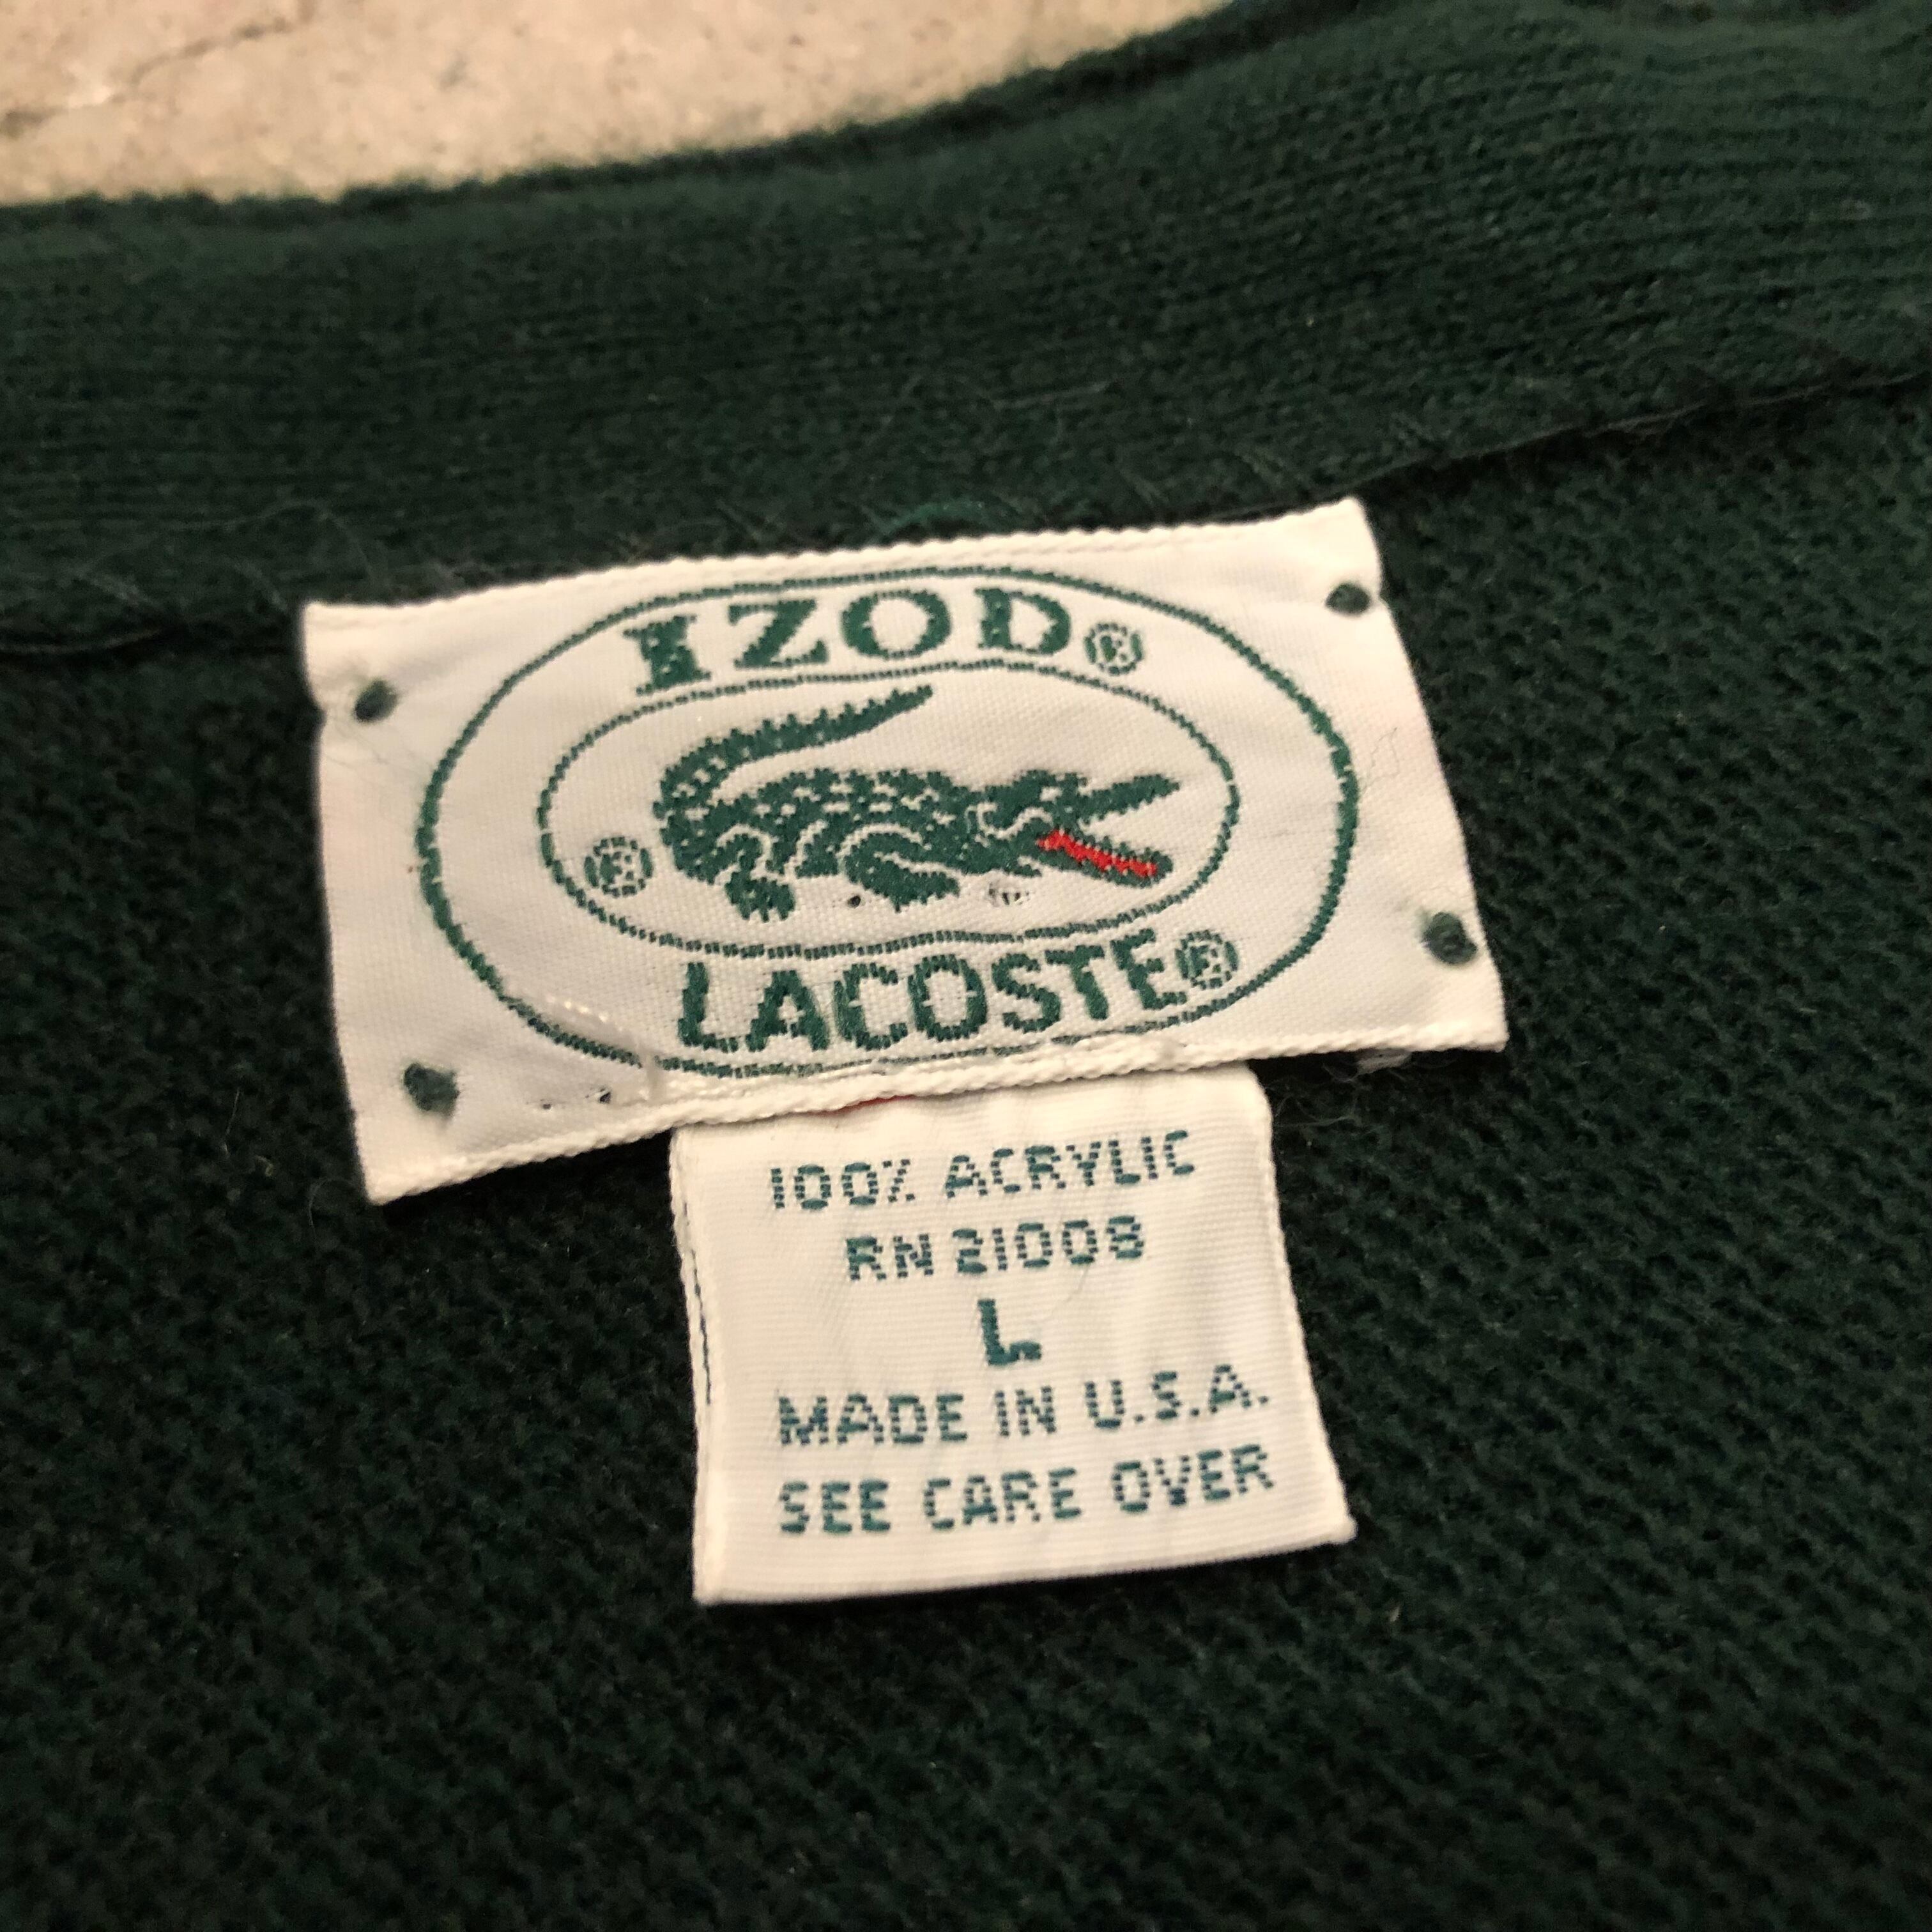 IZOD®
®
LACOSTE®
100% ACRYLIC
RN 21008
L
MADE IN U.S.A.
SEE CARE OVER